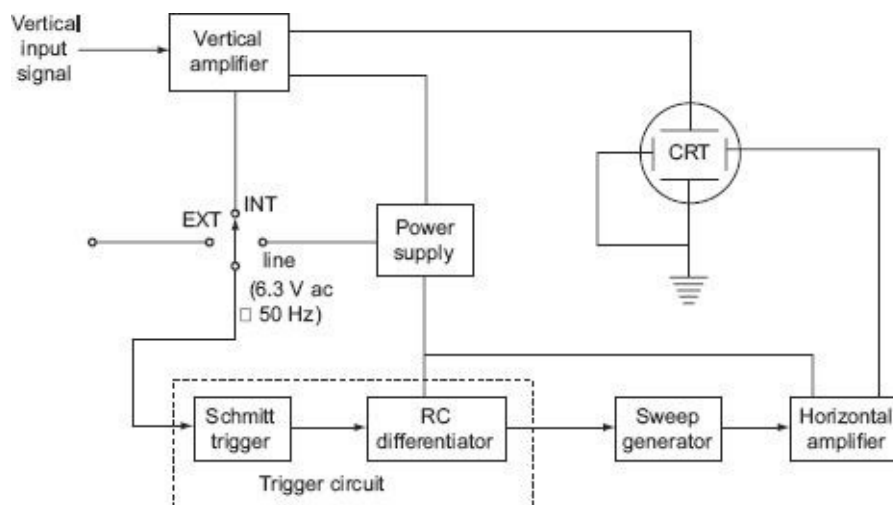 Vertical
input
signal
Vertical
amplifier
CRT
EXT
INT
line
(6.3 V ac
□ 50 Hz)
Power
supply
Schmitt
trigger
RC
differentiator
Sweep
generator
Horizontal
amplifier
Trigger circuit